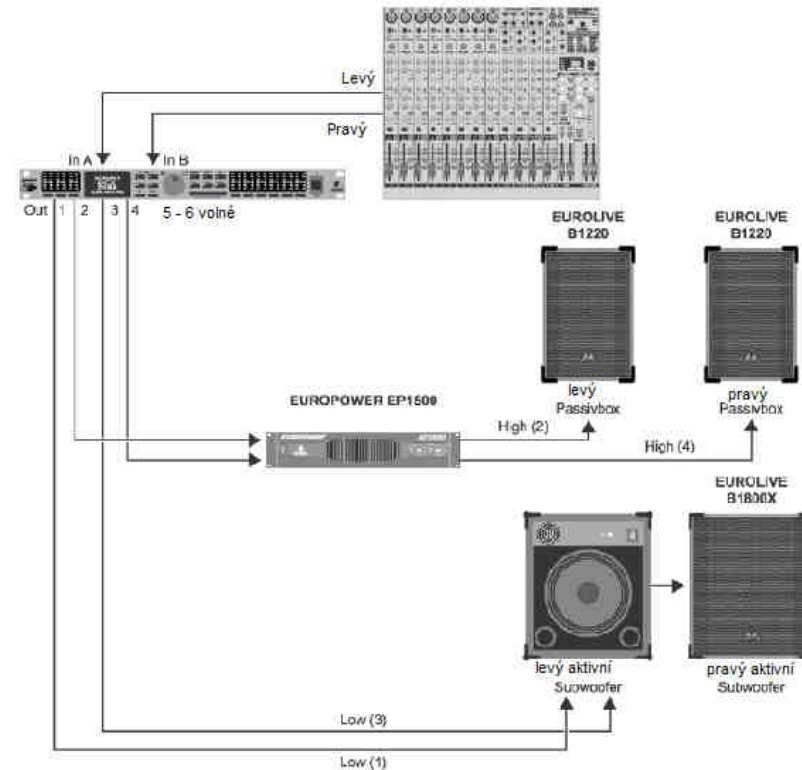 Levý
Pravý
In A
In B
Out 1 2 3 4 5 - 6 volné
EUROLIVE
B1220
EUROLIVE
B1220
levý
Passivbox
pravý
Passivbox
EUROPOWER EP1500
High (2)
High (4)
EUROLIVE
B1800X
levý aktivní
Subwoofer
pravý aktivní
Subwoofer
Low (3)
Low (1)